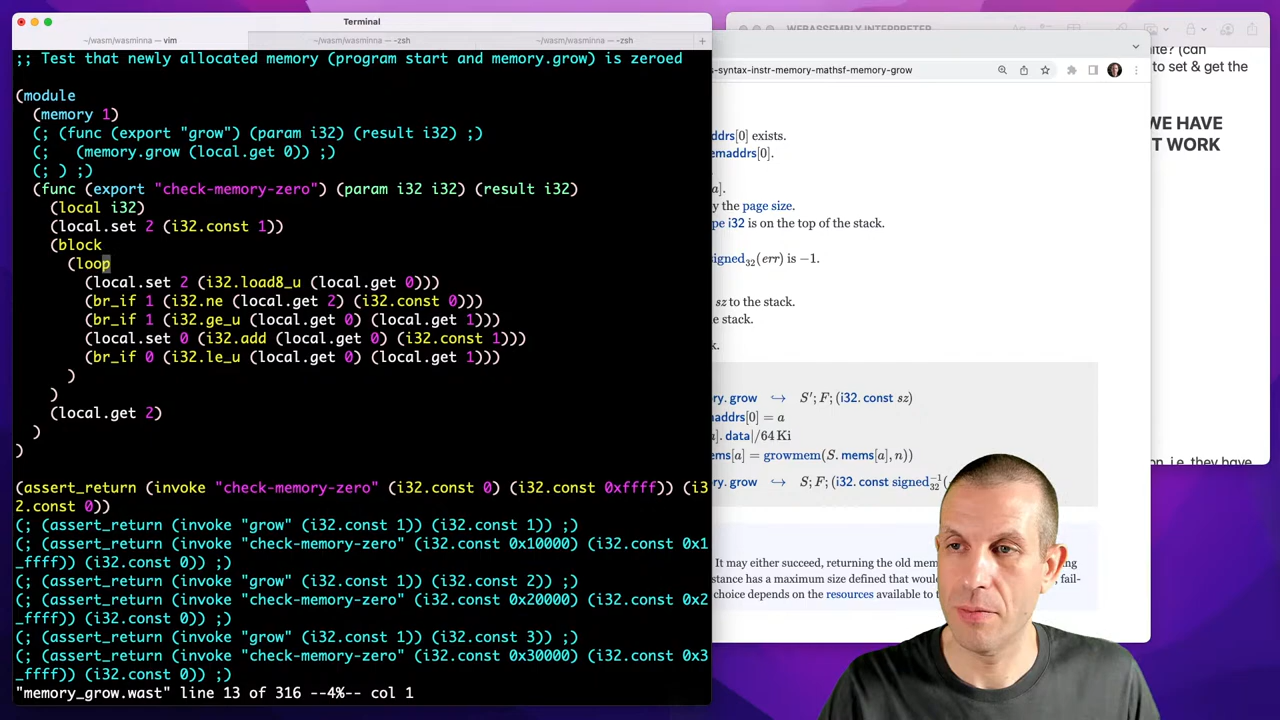 Terminal
~/wasm/wasminna — vim
~/wasm/wasminna — -zsh
~/wasm/wasminna — -zsh
;; Test that newly allocated memory (program start and memory.grow) is zeroed
(module
(memory 1)
(; (func (export "grow") (param i32) (result i32) ;)
(;   (memory.grow (local.get 0)) ;)
(; ) ;)
(func (export "check-memory-zero") (param i32 i32) (result i32)
(local i32)
(local.set 2 (i32.const 1))
(block
(loop
(local.set 2 (i32.load8_u (local.get 0)))
(br_if 1 (i32.ne (local.get 2) (i32.const 0)))
(br_if 1 (i32.ge_u (local.get 0) (local.get 1)))
(local.set 0 (i32.add (local.get 0) (i32.const 1)))
(br_if 0 (i32.le_u (local.get 0) (local.get 1)))
)
)
(local.get 2)
)
)
(assert_return (invoke "check-memory-zero" (i32.const 0) (i32.const 0xffff)) (i3
2.const 0))
(; (assert_return (invoke "grow" (i32.const 1)) (i32.const 1)) ;)
(; (assert_return (invoke "check-memory-zero" (i32.const 0x10000) (i32.const 0x1
_ffff)) (i32.const 0)) ;)
(; (assert_return (invoke "grow" (i32.const 1)) (i32.const 2)) ;)
(; (assert_return (invoke "check-memory-zero" (i32.const 0x20000) (i32.const 0x2
_ffff)) (i32.const 0)) ;)
(; (assert_return (invoke "grow" (i32.const 1)) (i32.const 3)) ;)
(; (assert_return (invoke "check-memory-zero" (i32.const 0x30000) (i32.const 0x3
_ffff)) (i32.const 0)) ;)
"memory_grow.wast" line 13 of 316 --4%-- col 1
WEBASSEMBLY INTERPRETER
s-syntax-instr-memory-mathsf-memory-grow
ddrs[0] exists.
emaddrs[0].
a].
y the page size.
pe i32 is on the top of the stack.
signed32(err) is −1.
sz to the stack.
he stack.
k.
ry. grow ↪ S′; F; (i32. const sz)
addrs[0] = a
a]. data|/64 Ki
ems[a] = growmem(S. mems[a], n))
ry. grow ↪ S; F; (i32. const signed
It may either succeed, returning the old mem
stance has a maximum size defined that woul
fail-
choice depends on the resources available to
ite? (can
to set & get the
WE HAVE
T WORK
on, i.e. they have